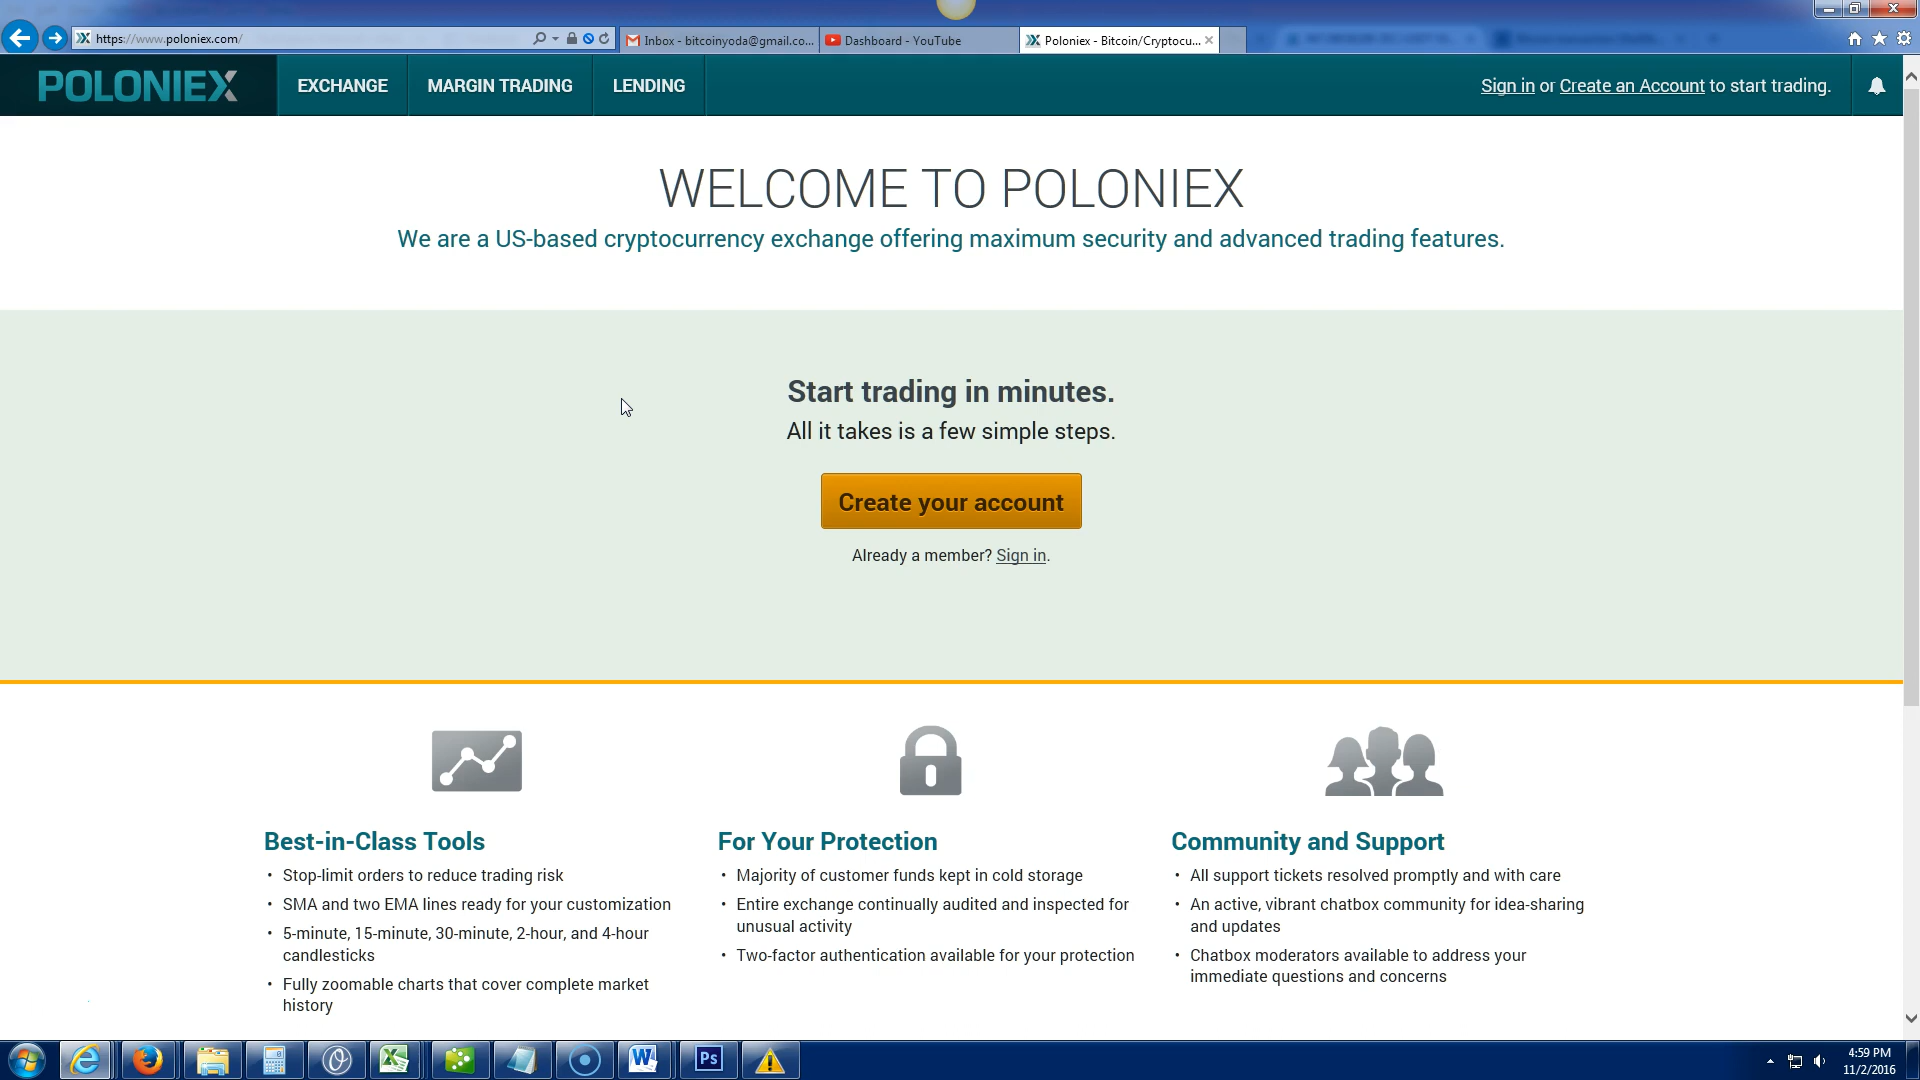 https://www.poloniex.com/
Inbox - bitcoinyoda@gmail.co...
Dashboard - YouTube
Poloniex - Bitcoin/Cryptocu...
POLONIEX
EXCHANGE
MARGIN TRADING
LENDING
Sign in or Create an Account to start trading.
WELCOME TO POLONIEX
We are a US-based cryptocurrency exchange offering maximum security and advanced trading features.
Start trading in minutes.
All it takes is a few simple steps.
Create your account
Already a member? Sign in.
Best-in-Class Tools
• Stop-limit orders to reduce trading risk
• SMA and two EMA lines ready for your customization
• 5-minute, 15-minute, 30-minute, 2-hour, and 4-hour
candlesticks
• Fully zoomable charts that cover complete market
history
For Your Protection
• Majority of customer funds kept in cold storage
• Entire exchange continually audited and inspected for
unusual activity
• Two-factor authentication available for your protection
Community and Support
• All support tickets resolved promptly and with care
• An active, vibrant chatbox community for idea-sharing
and updates
• Chatbox moderators available to address your
immediate questions and concerns
Ps
4:59 PM
11/2/2016